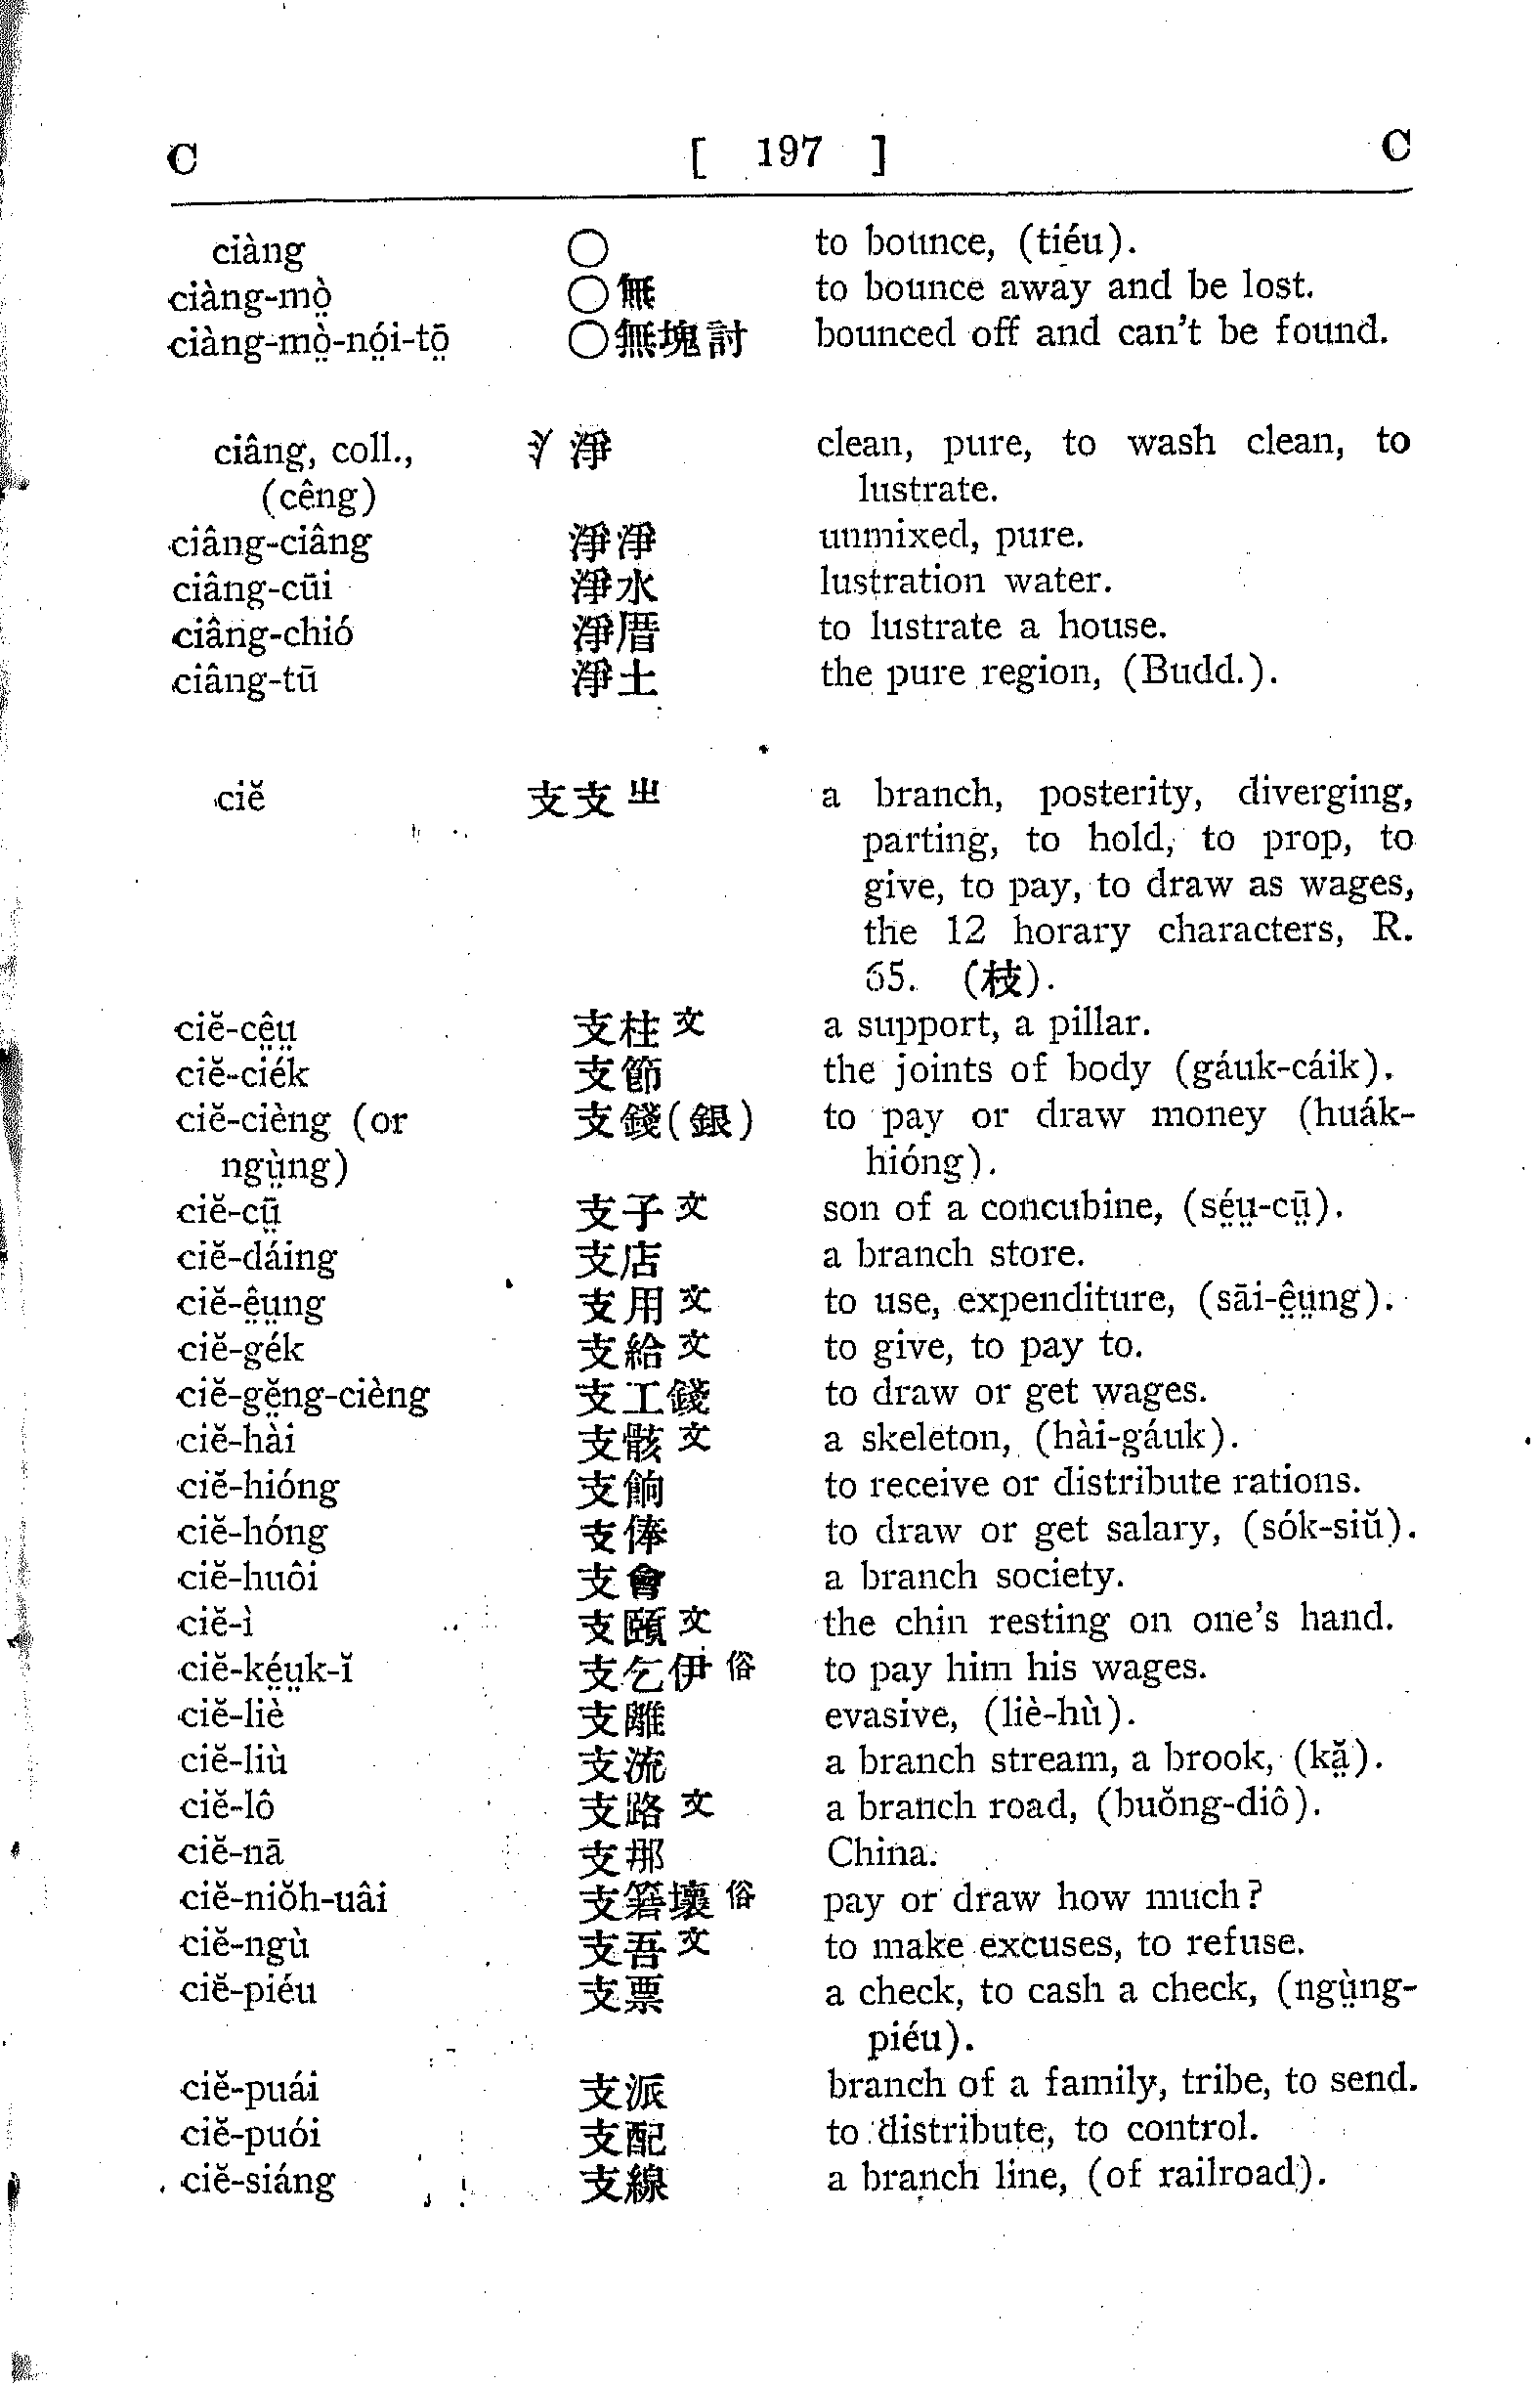 C [ 197 ] C
ciàng ○ to bounce, (tiéu).
ciàng-mò̤ ○無 to bounce away and be lost.
ciàng-mò̤-nó̤i-tō̤ ○無塊討 bounced off and can't be found.
ciâng, coll., 淨 clean, pure, to wash clean, to
(cêng) lustrate.
ciâng-ciâng 淨淨 unmixed, pure.
ciâng-cūi 淨水 lustration water.
ciâng-chió 淨厝 to lustrate a house.
ciâng-tū 淨土 the pure region, (Budd.).
ciĕ 支支出 a branch, posterity, diverging,
parting, to hold, to prop, to
give, to pay, to draw as wages,
the 12 horary characters, R.
65. (枝).
ciĕ-cê̤ṳ 支柱文 a support, a pillar.
ciĕ-ciék 支節 the joints of body (gáuk-cáik).
ciĕ-cièng (or 支錢(銀) to pay or draw money (huák-
ngṳ̀ng) hióng).
ciĕ-cṳ̄ 支子文 son of a concubine, (sé̤ṳ-cṳ̄).
ciĕ-dáing 支店 a branch store.
ciĕ-ê̤ṳng 支用文 to use, expenditure, (sāi-ê̤ṳng).
ciĕ-gék 支給文 to give, to pay to.
ciĕ-gĕ̤ng-cièng 支工錢 to draw or get wages.
ciĕ-hài 支骸文 a skeleton, (hài-gáuk).
ciĕ-hióng 支餉 to receive or distribute rations.
ciĕ-hóng 支俸 to draw or get salary, (sók-siŭ).
ciĕ-huôi 支會 a branch society.
ciĕ-ì 支頤文 the chin resting on one's hand.
ciĕ-ké̤ṳk-ĭ 支乞伊俗 to pay him his wages.
ciĕ-liè 支離 evasive, (liè-hù).
ciĕ-liù 支流 a branch stream, a brook, (kă̤).
ciĕ-lô 支路文 a branch road, (buŏng-diô).
ciĕ-nā 支那 China.
ciĕ-niŏh-uâi 支箬壞俗 pay or draw how much?
ciĕ-ngù 支吾文 to make excuses, to refuse.
ciĕ-piéu 支票 a check, to cash a check, (ngṳ̀ng-
piéu).
ciĕ-puái 支派 branch of a family, tribe, to send.
ciĕ-puói 支配 to distribute, to control.
ciĕ-siáng 支線 a branch line, (of railroad).